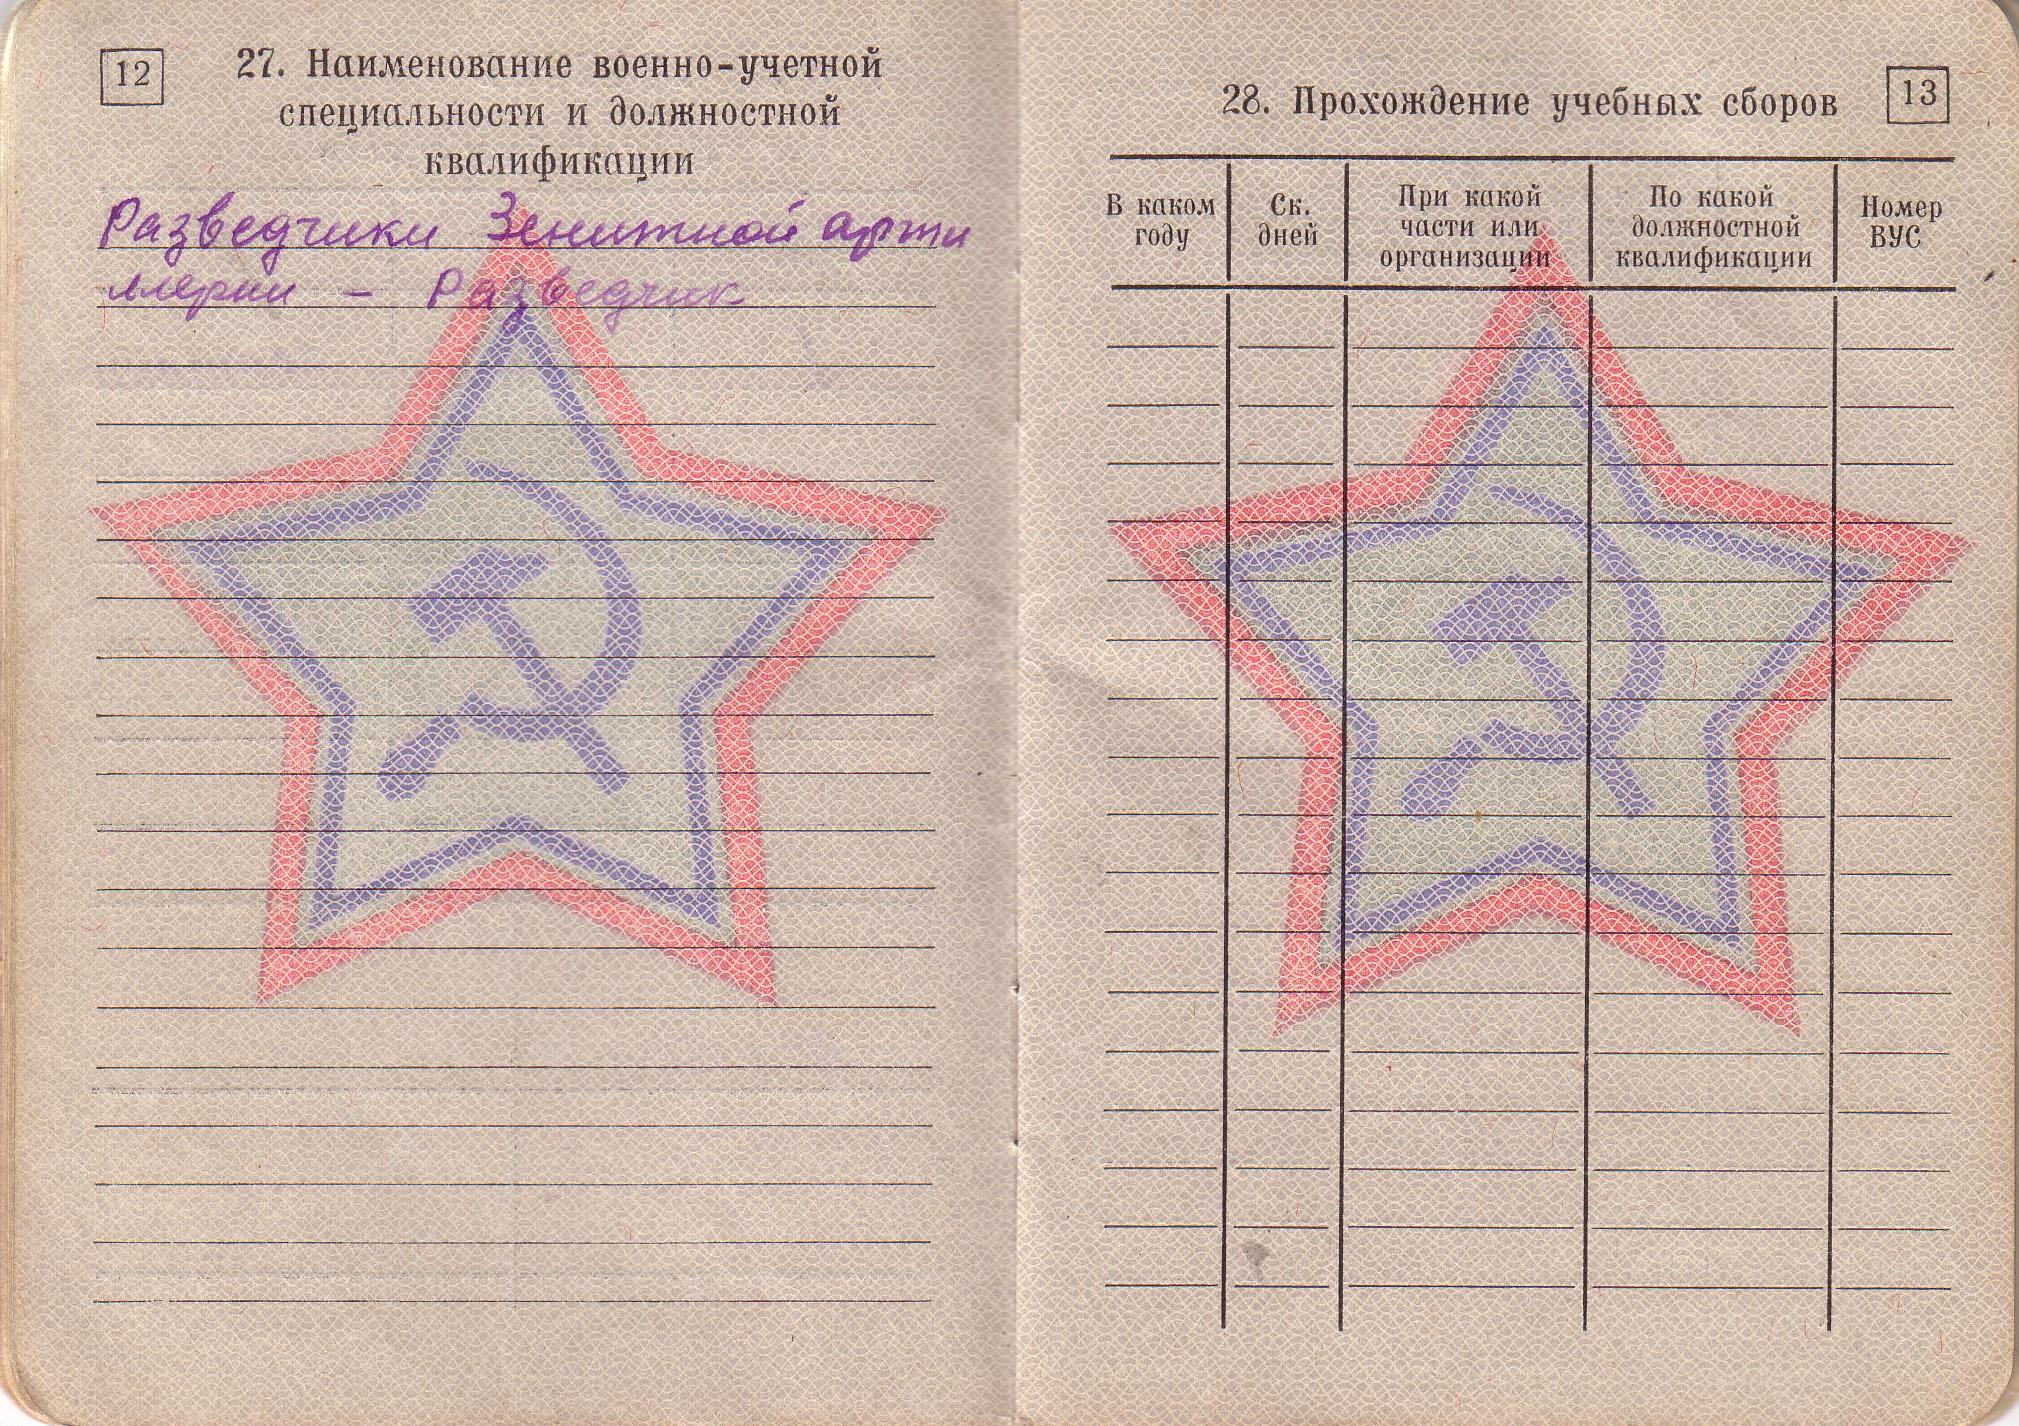 12
27. Наименование военно-учетной
специальности и должностной
квалификации
Разведчики Зенитной арти
ллерии – Разведчик
28. Прохождение учебных сборов
13
В каком
году
Ск.
дней
При какой
части или
организации
По какой
должностной
квалификации
Номер
ВУС